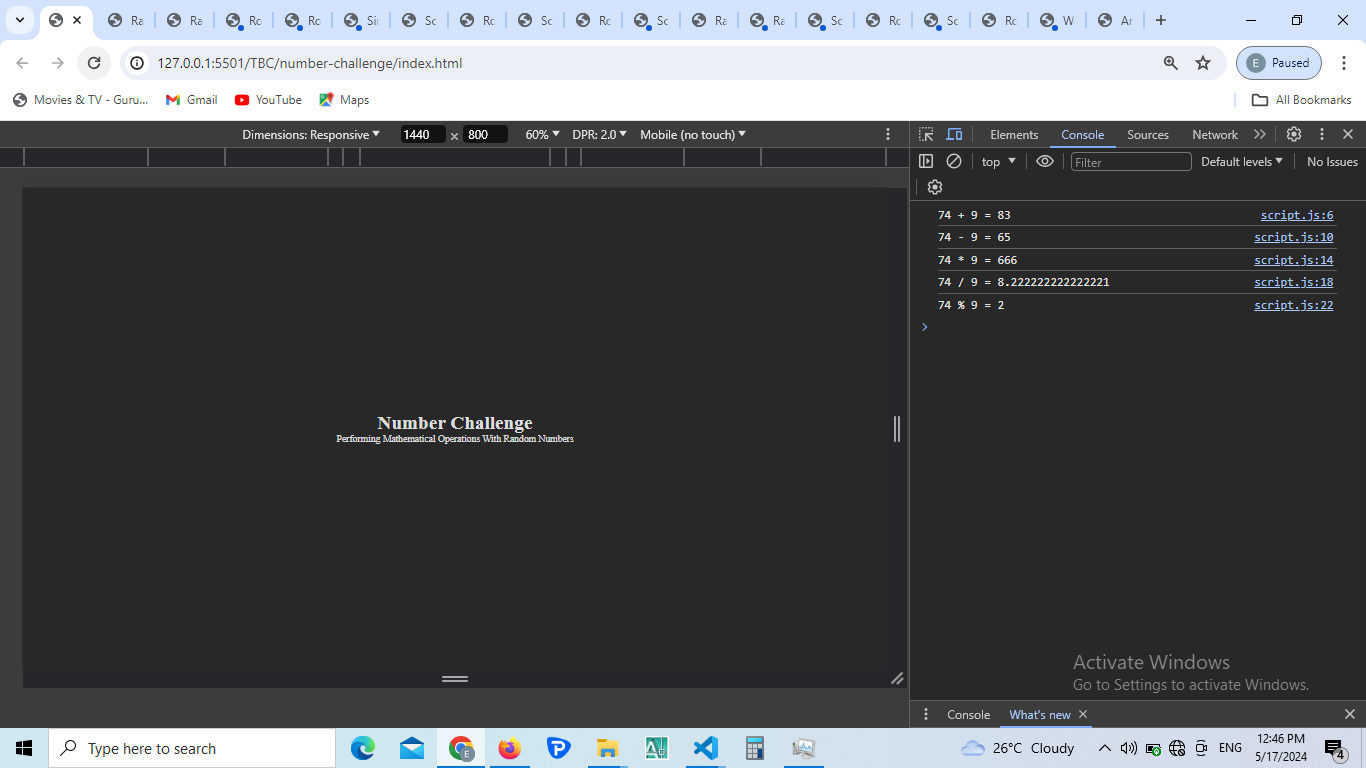 Ra
Ra
Ro
Ro
Sir
Sc
Rc
Sc
Rc
Sc
Ra
Ra
Sc
Rc
Sc
Rc
W
Ar
127.0.0.1:5501/TBC/number-challenge/index.html
E Paused
Movies & TV - Guru... Gmail YouTube Maps All Bookmarks
Dimensions: Responsive 1440 × 800 60% DPR: 2.0 Mobile (no touch)
Elements Console Sources Network
top Filter Default levels No Issues
74 + 9 = 83 script.js:6
74 - 9 = 65 script.js:10
74 * 9 = 666 script.js:14
74 / 9 = 8.222222222222221 script.js:18
74 % 9 = 2 script.js:22
Number Challenge
Performing Mathematical Operations With Random Numbers
Activate Windows
Go to Settings to activate Windows.
Console What's new
Type here to search
E
26°C Cloudy
ENG
12:46 PM
5/17/2024
4